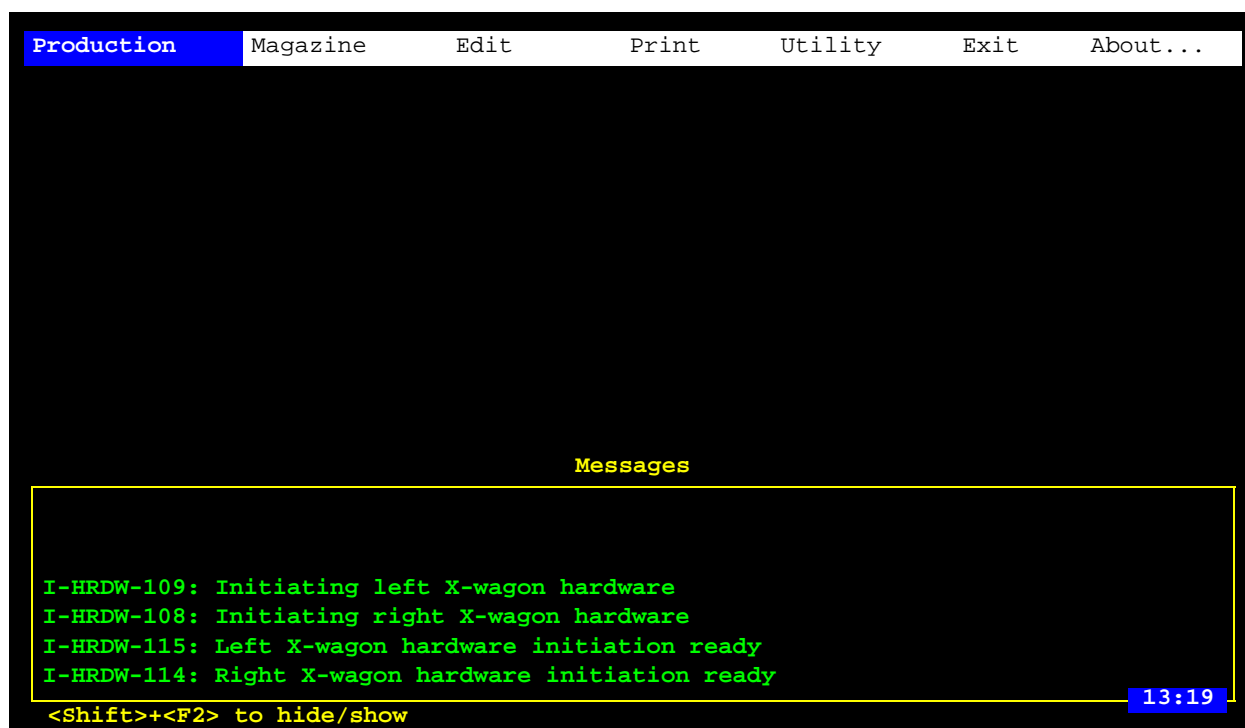 Production Magazine Edit Print Utility Exit About...
Messages
I-HRDW-109: Initiating left X-wagon hardware
I-HRDW-108: Initiating right X-wagon hardware
I-HRDW-115: Left X-wagon hardware initiation ready
I-HRDW-114: Right X-wagon hardware initiation ready
13:19
<Shift>+<F2> to hide/show